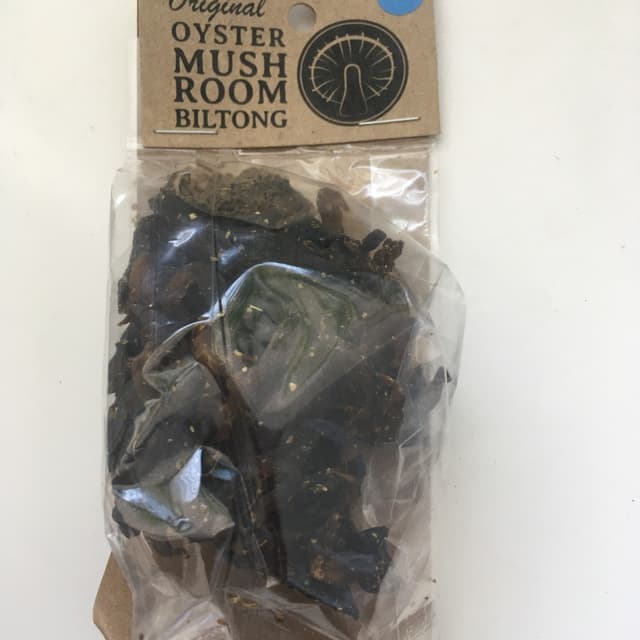 Original
OYSTER
MUSH
ROOM
BILTONG